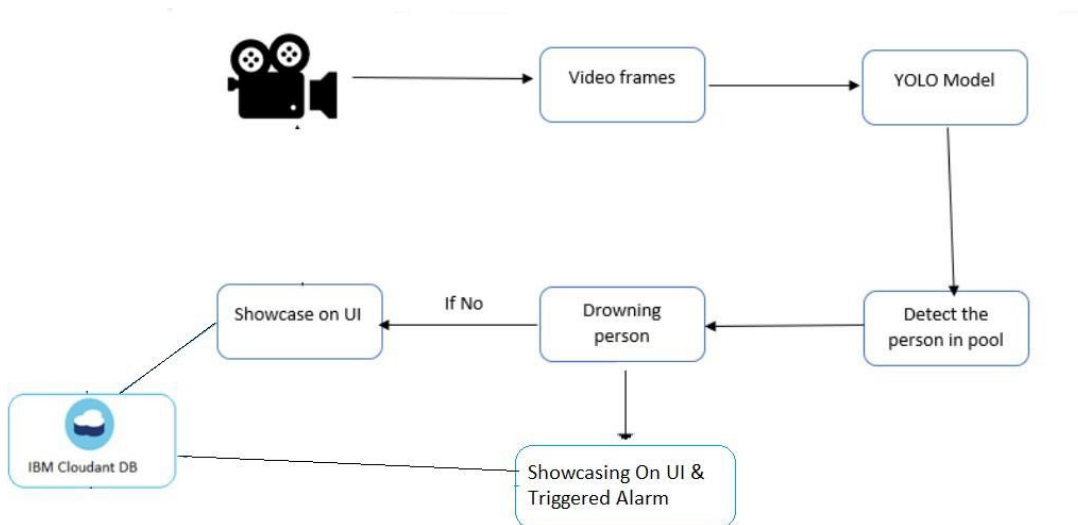 Video frames
YOLO Model
Detect the
person in pool
Drowning
person
If No
Showcase on UI
IBM Cloudant DB
Showcasing On UI &
Triggered Alarm